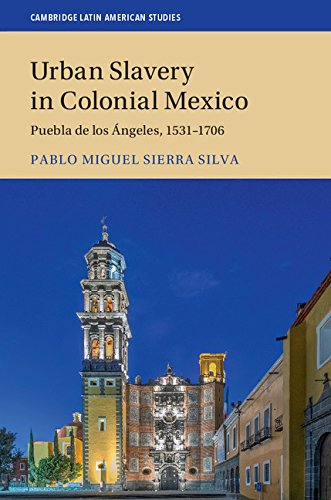 CAMBRIDGE LATIN AMERICAN STUDIES
Urban Slavery
in Colonial Mexico
Puebla de los Ángeles, 1531–1706
PABLO MIGUEL SIERRA SILVA